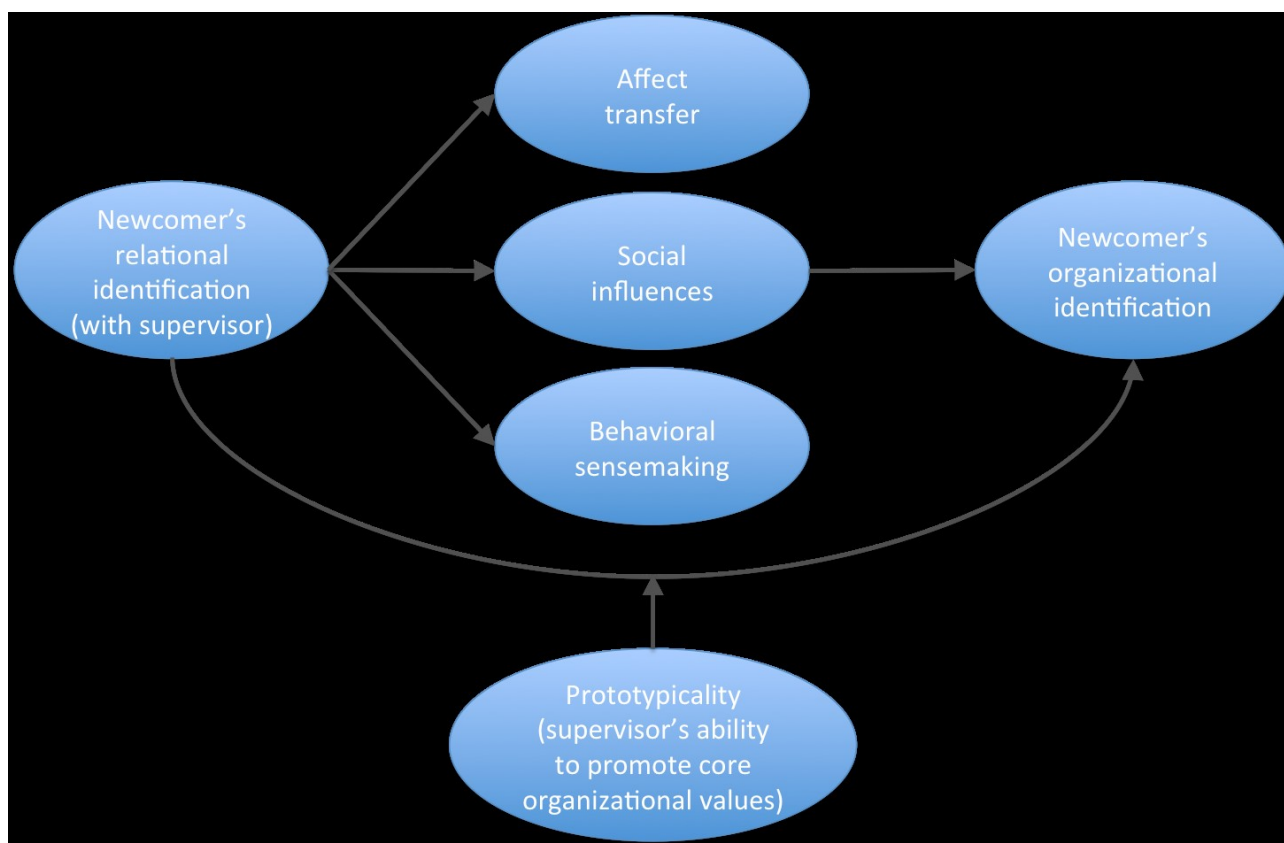 Affect
transfer
Newcomer’s
relational
identification
(with supervisor)
Social
influences
Newcomer’s
organizational
identification
Behavioral
sensemaking
Prototypicality
(supervisor’s ability
to promote core
organizational values)